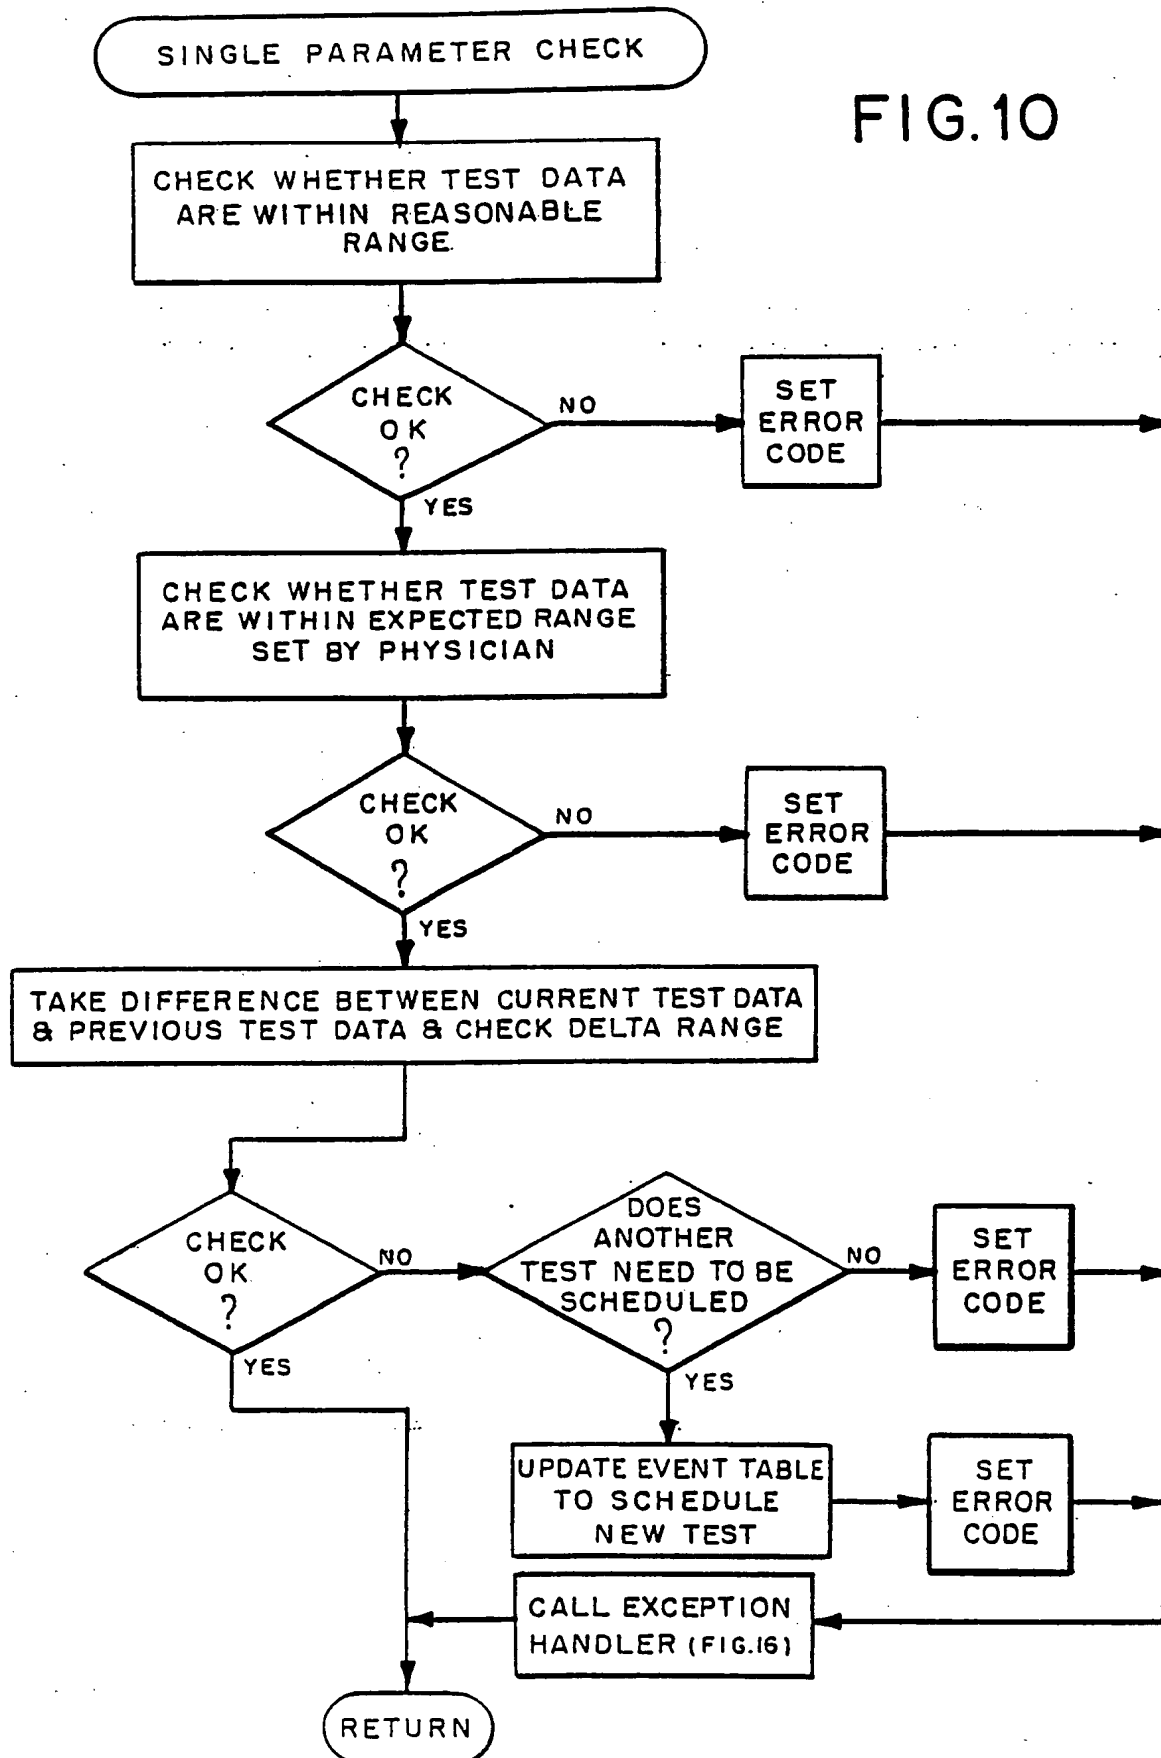 SINGLE PARAMETER CHECK
FIG.10
CHECK WHETHER TEST DATA
ARE WITHIN REASONABLE
RANGE.
CHECK
OK
?
NO
SET
ERROR
CODE
YES
CHECK WHETHER TEST DATA
ARE WITHIN EXPECTED RANGE
SET BY PHYSICIAN
CHECK
OK
?
NO
SET
ERROR
CODE
YES
TAKE DIFFERENCE BETWEEN CURRENT TEST DATA
& PREVIOUS TEST DATA & CHECK DELTA RANGE
CHECK
OK
?
NO
DOES
ANOTHER
TEST NEED TO BE
SCHEDULED
?
NO
SET
ERROR
CODE
YES
YES
UPDATE EVENT TABLE
TO SCHEDULE
NEW TEST
SET
ERROR
CODE
CALL EXCEPTION
HANDLER (FIG.16)
RETURN